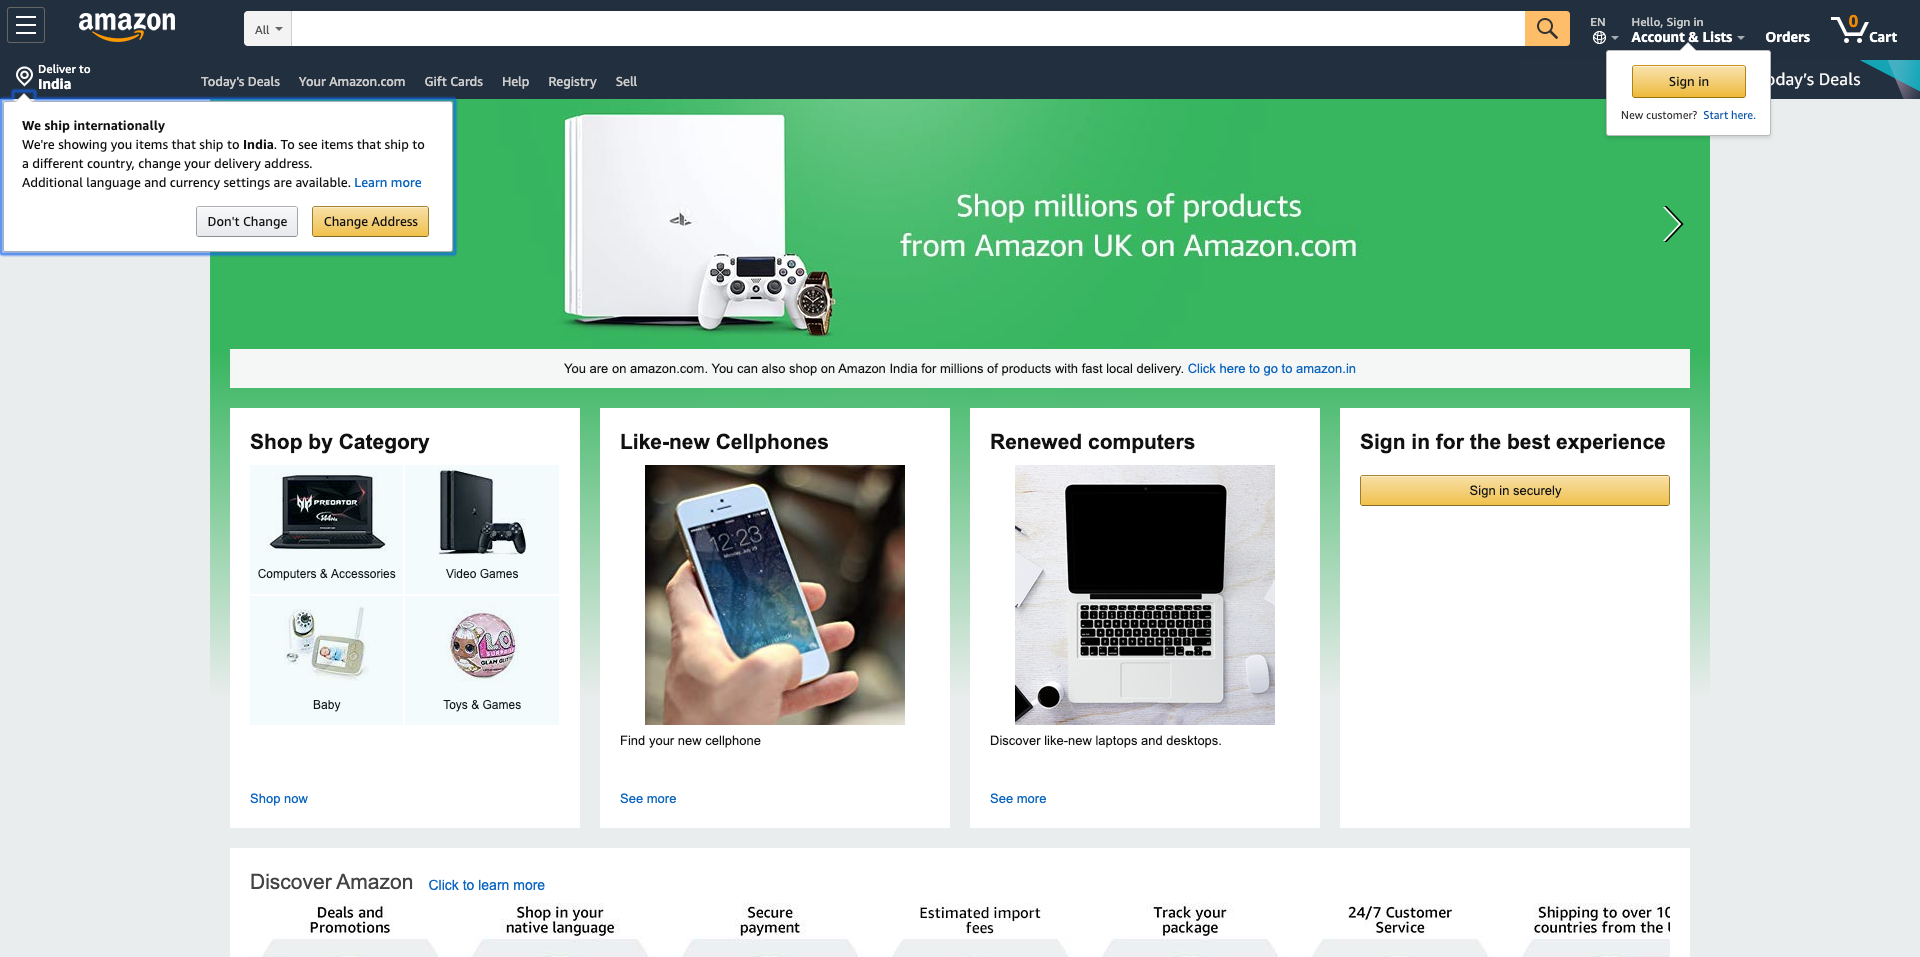 amazon
All
EN
Hello, Sign in
Account & Lists
Orders
0
Cart
Deliver to
India
Today's Deals
Your Amazon.com
Gift Cards
Help
Registry
Sell
Sign in
New customer? Start here.
oday's Deals
We ship internationally
We're showing you items that ship to India. To see items that ship to
a different country, change your delivery address.
Additional language and currency settings are available. Learn more
Don't Change
Change Address
Shop millions of products
from Amazon UK on Amazon.com
You are on amazon.com. You can also shop on Amazon India for millions of products with fast local delivery. Click here to go to amazon.in
Shop by Category
PREDATOR
144Hz
Computers & Accessories
Video Games
L.O.L.
SURPRISE
Baby
Toys & Games
Shop now
Like-new Cellphones
12:23
Find your new cellphone
See more
Renewed computers
Discover like-new laptops and desktops.
See more
Sign in for the best experience
Sign in securely
Discover Amazon
Click to learn more
Deals and
Promotions
Shop in your
native language
Secure
payment
Estimated import
fees
Track your
package
24/7 Customer
Service
Shipping to over 10
countries from the U